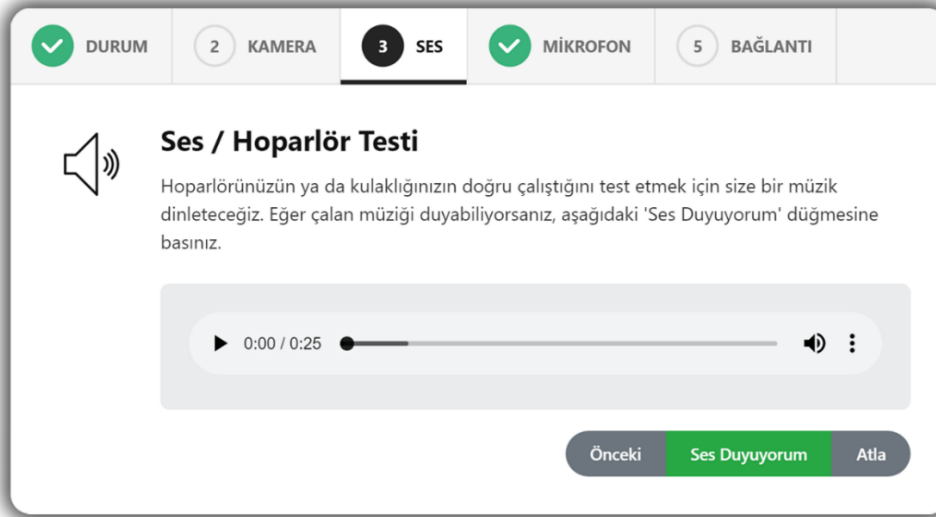 DURUM
2 KAMERA
3 SES
MİKROFON
5 BAĞLANTI
Ses / Hoparlör Testi
Hoparlörünüzün ya da kulaklığınızın doğru çalıştığını test etmek için size bir müzik
dinleteceğiz. Eğer çalan müziği duyabiliyorsanız, aşağıdaki 'Ses Duyuyorum' düğmesine
basınız.
0:00 / 0:25
Önceki
Ses Duyuyorum
Atla